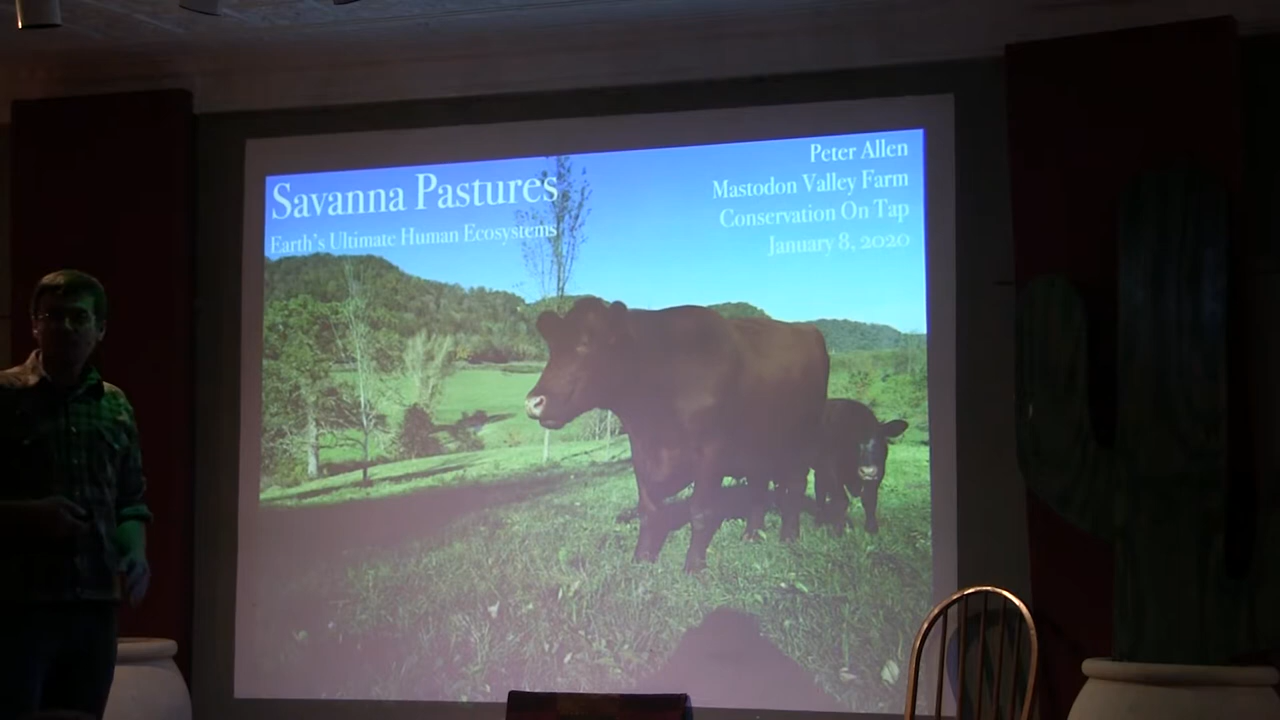 Savanna Pastures
Earth's Ultimate Human Ecosystems
Peter Allen
Mastodon Valley Farm
Conservation On Tap
January 8, 2020